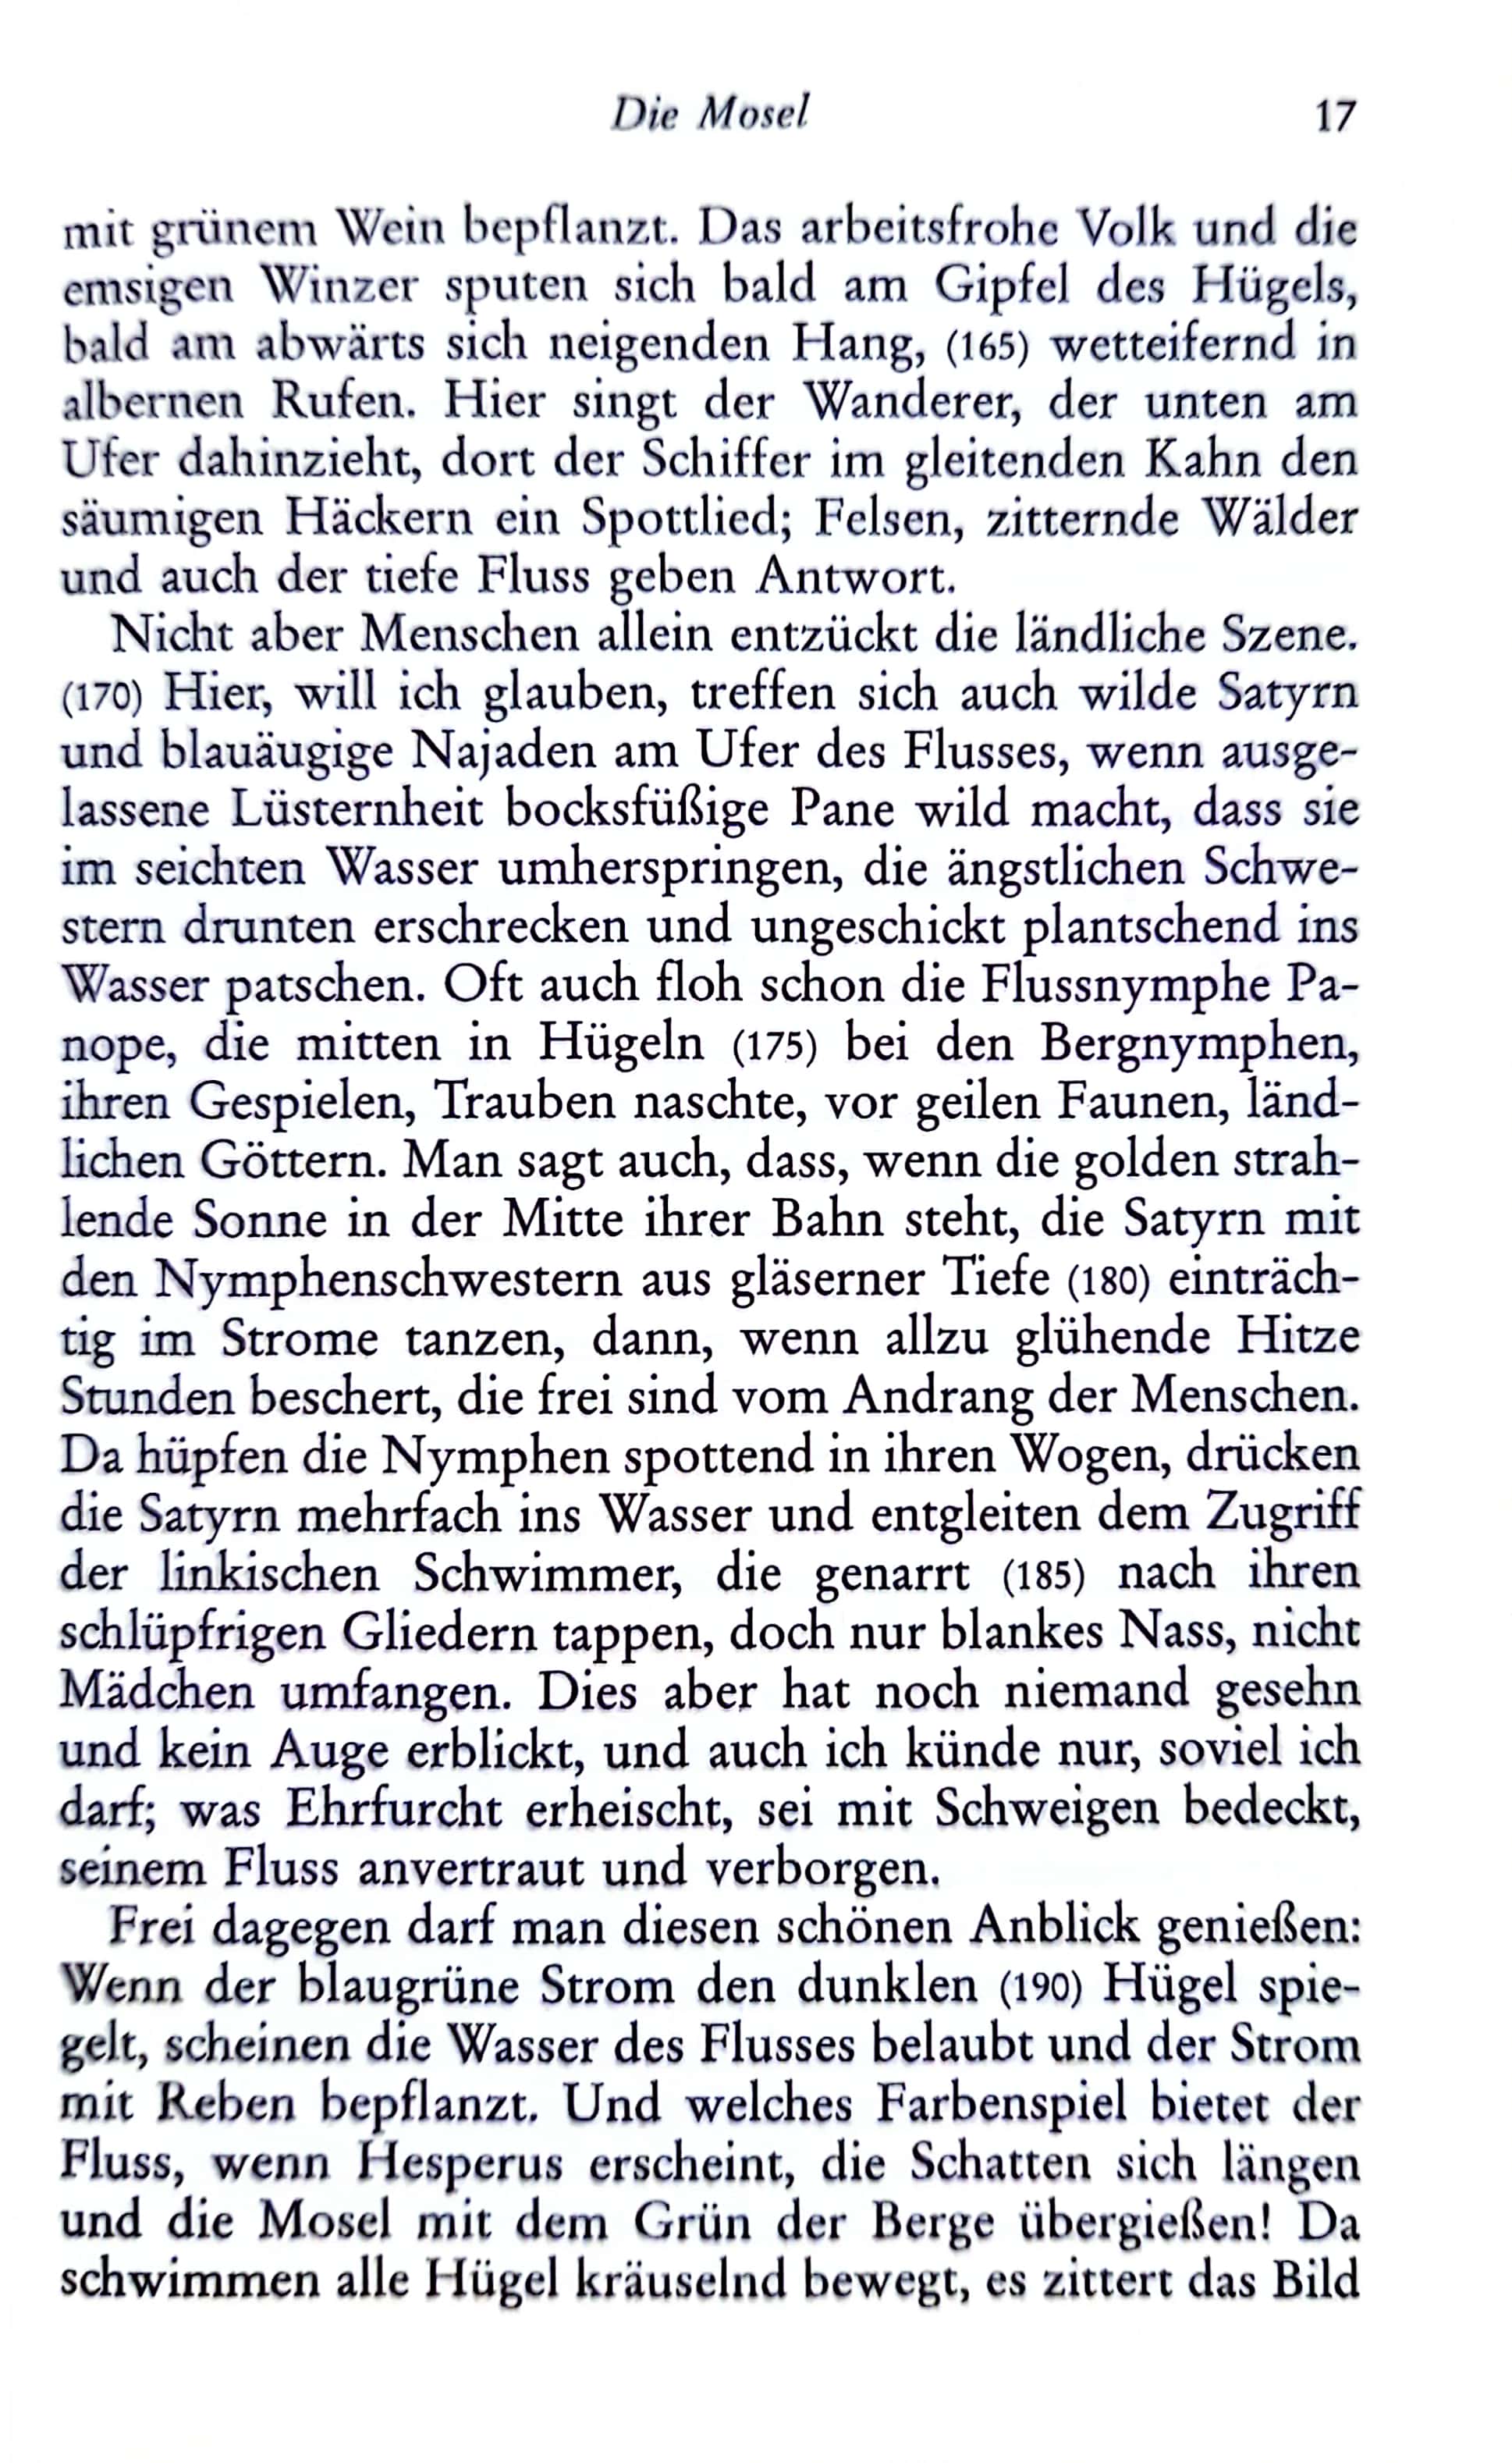 Die Mosel 17
mit grünem Wein bepflanzt. Das arbeitsfrohe Volk und die
emsigen Winzer sputen sich bald am Gipfel des Hügels,
bald am abwärts sich neigenden Hang, (165) wetteifernd in
albernen Rufen. Hier singt der Wanderer, der unten am
Ufer dahinzieht, dort der Schiffer im gleitenden Kahn den
säumigen Häckern ein Spottlied; Felsen, zitternde Wälder
und auch der tiefe Fluss geben Antwort.
Nicht aber Menschen allein entzückt die ländliche Szene.
(170) Hier, will ich glauben, treffen sich auch wilde Satyrn
und blauäugige Najaden am Ufer des Flusses, wenn ausge-
lassene Lüsternheit bocksfüßige Pane wild macht, dass sie
im seichten Wasser umherspringen, die ängstlichen Schwe-
stern drunten erschrecken und ungeschickt plantschend ins
Wasser patschen. Oft auch floh schon die Flussnymphe Pa-
nope, die mitten in Hügeln (175) bei den Bergnymphen,
ihren Gespielen, Trauben naschte, vor geilen Faunen, länd-
lichen Göttern. Man sagt auch, dass, wenn die golden strah-
lende Sonne in der Mitte ihrer Bahn steht, die Satyrn mit
den Nymphenschwestern aus gläserner Tiefe (180) einträch-
tig im Strome tanzen, dann, wenn allzu glühende Hitze
Stunden beschert, die frei sind vom Andrang der Menschen.
Da hüpfen die Nymphen spottend in ihren Wogen, drücken
die Satyrn mehrfach ins Wasser und entgleiten dem Zugriff
der linkischen Schwimmer, die genarrt (185) nach ihren
schlüpfrigen Gliedern tappen, doch nur blankes Nass, nicht
Mädchen umfangen. Dies aber hat noch niemand gesehn
und kein Auge erblickt, und auch ich künde nur, soviel ich
darf; was Ehrfurcht erheischt, sei mit Schweigen bedeckt,
seinem Fluss anvertraut und verborgen.
Frei dagegen darf man diesen schönen Anblick genießen:
Wenn der blaugrüne Strom den dunklen (190) Hügel spie-
gelt, scheinen die Wasser des Flusses belaubt und der Strom
mit Reben bepflanzt. Und welches Farbenspiel bietet der
Fluss, wenn Hesperus erscheint, die Schatten sich längen
und die Mosel mit dem Grün der Berge übergießen! Da
schwimmen alle Hügel kräuselnd bewegt, es zittert das Bild